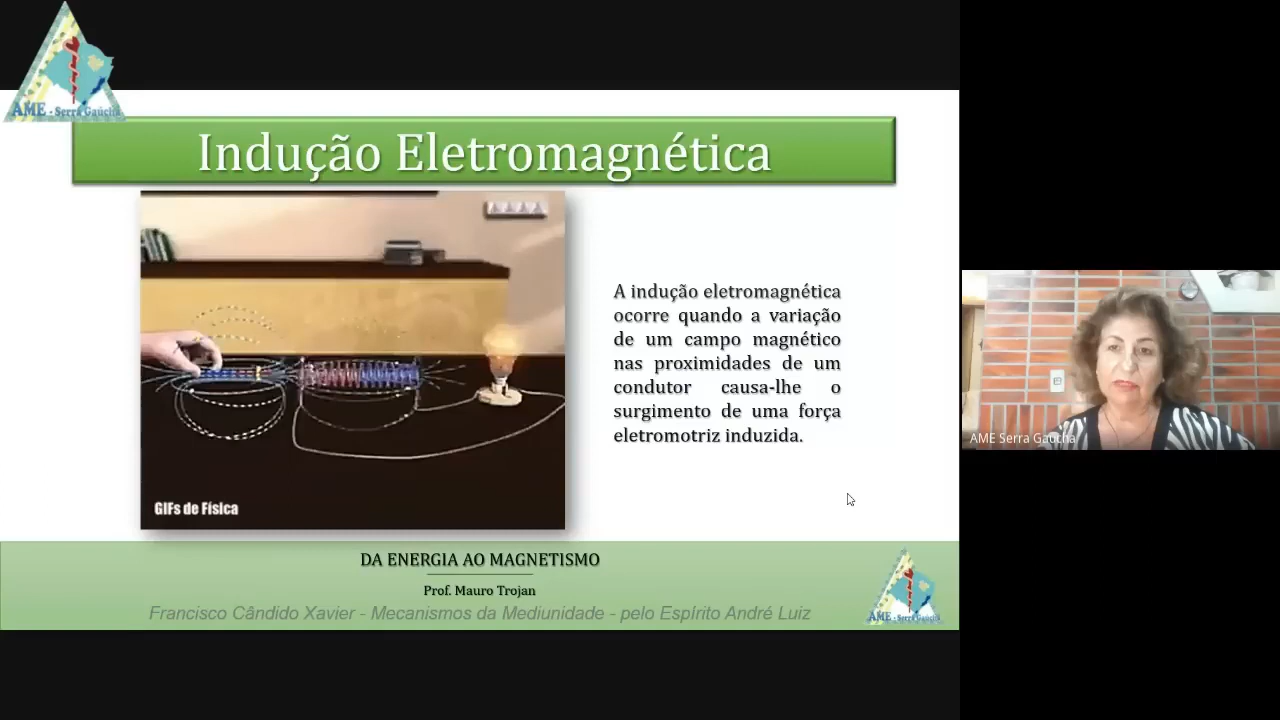 AME - Serra Gaúcha
Indução Eletromagnética
A indução eletromagnética
ocorre quando a variação
de um campo magnético
nas proximidades de um
condutor causa-lhe o
surgimento de uma força
eletromotriz induzida.
GIFs de Física
AME Serra Gaúcha
DA ENERGIA AO MAGNETISMO
Prof. Mauro Trojan
Francisco Cândido Xavier - Mecanismos da Mediunidade - pelo Espírito André Luiz
AME - Serra Gaúcha